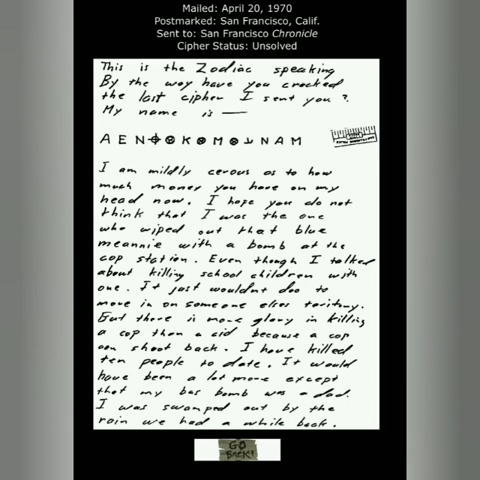 Mailed: April 20, 1970
Postmarked: San Francisco, Calif.
Sent to: San Francisco Chronicle
Cipher Status: Unsolved
This is the Zodiac speaking
By the way have you cracked
the last cipher I sent you ?
My name is —
A E N ⌖ ⊗ K ⊗ M ⊗ ⅃ N A M
I am mildly cerous as to how
much money you have on my
head now. I hope you do not
think that I was the one
who wiped out that blue
meannie with a bomb at the
cop station. Even though I talked
about killing school children with
one. It just wouldnt doo to
move in on someone elses teritory.
But there is more glory in killing
a cop than a cid because a cop
can shoot back. I have killed
ten people to date. It would
have been a lot more except
that my bus bomb was a dud.
I was swamped out by the
rain we had a while back.
GO
BACK!